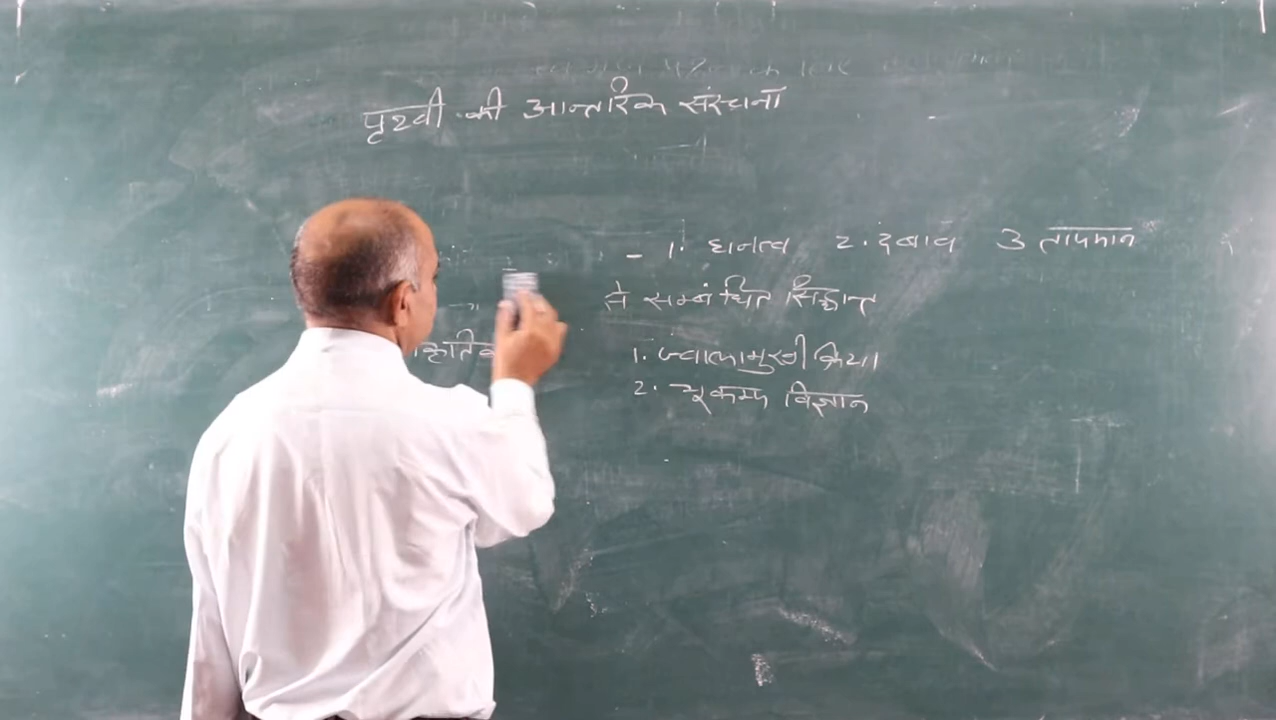 पृथ्वी की आन्तरिक संरचना
- 1. घनत्व 2. दबाव 3 तापमान
से सम्बंधित सिद्धान्त
1. ज्वालामुखी क्रिया
2. भूकम्प विज्ञान